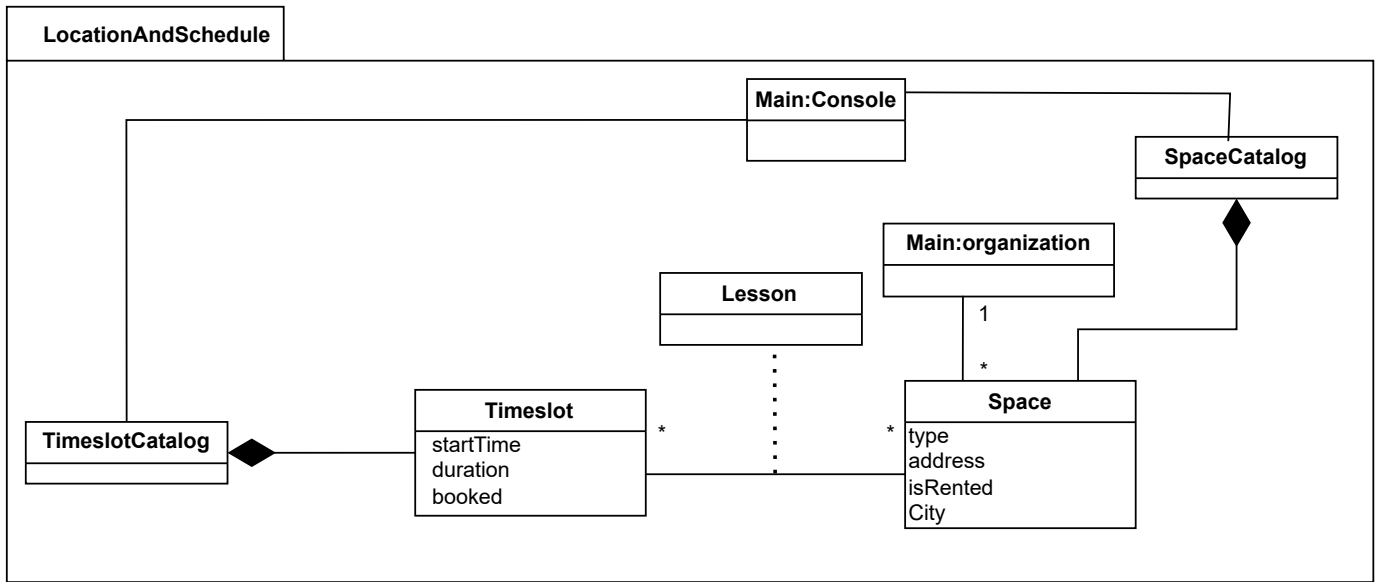 LocationAndSchedule
Main:Console
SpaceCatalog
Main:organization
Lesson
1
*
Space
type
address
isRented
City
Timeslot
startTime
duration
booked
*
*
TimeslotCatalog